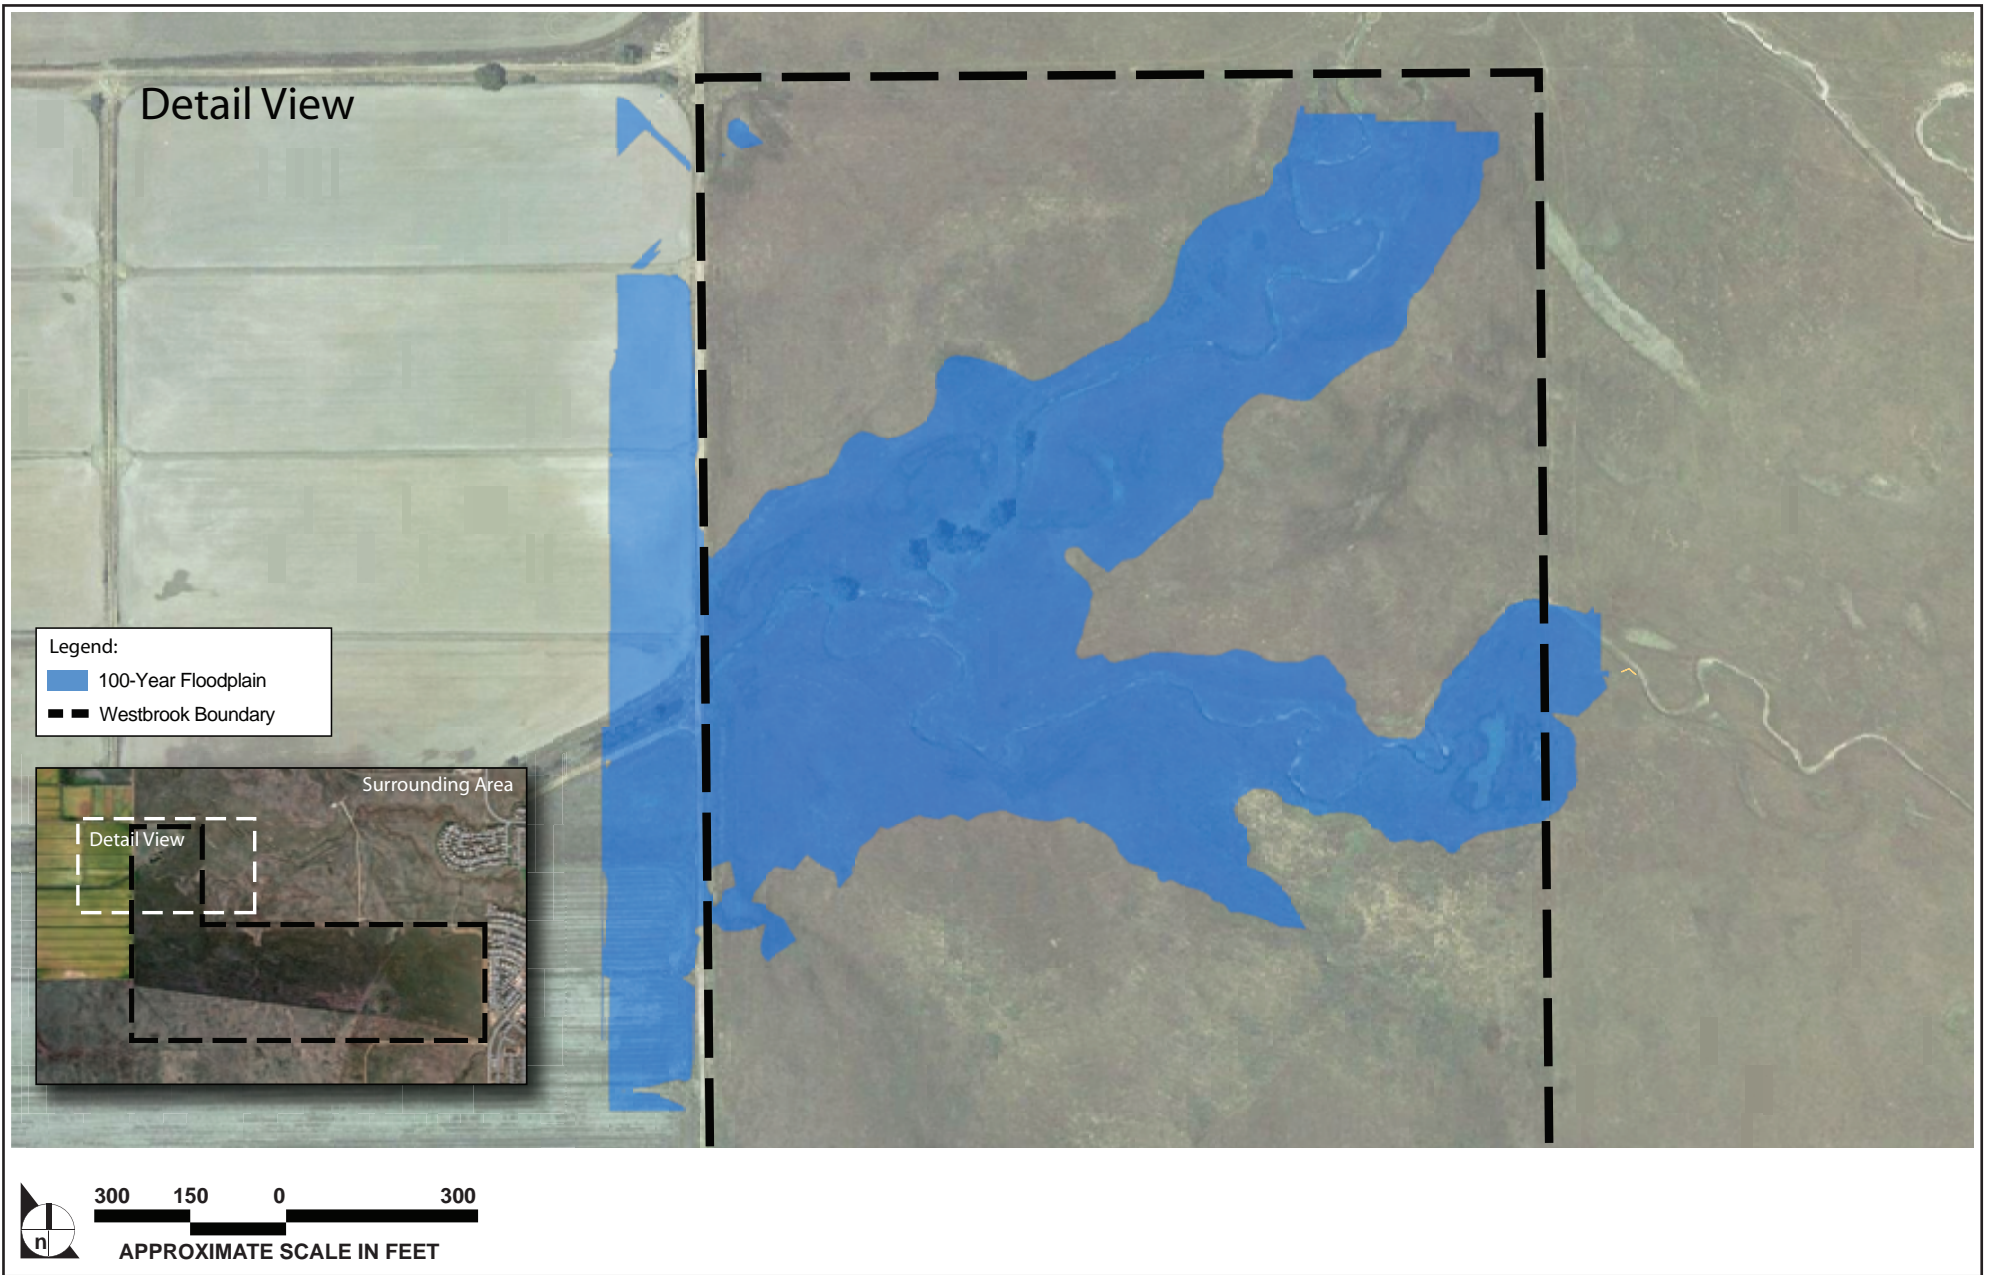 Detail View
Legend:
100-Year Floodplain
Westbrook Boundary
Surrounding Area
Detail View
300 150 0 300
n
APPROXIMATE SCALE IN FEET